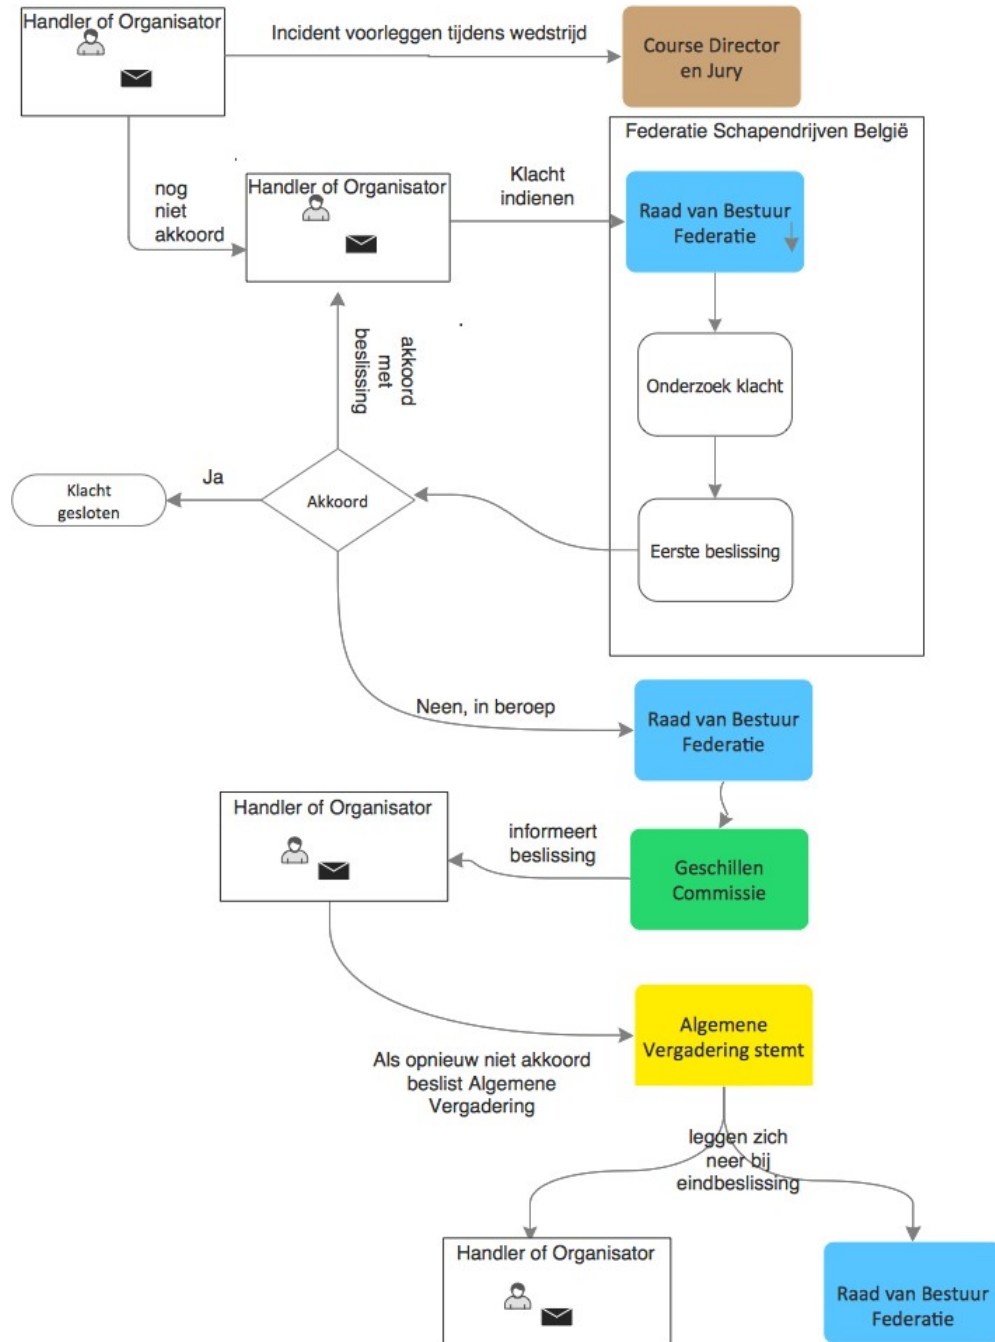 Handler of Organisator
Incident voorleggen tijdens wedstrijd
Course Director
en Jury
Federatie Schapendrijven België
nog
niet
akkoord
Handler of Organisator
Klacht
indienen
Raad van Bestuur
Federatie
Onderzoek klacht
Eerste beslissing
akkoord
met
beslissing
Akkoord
Ja
Klacht
gesloten
Neen, in beroep
Raad van Bestuur
Federatie
Geschillen
Commissie
informeert
beslissing
Handler of Organisator
Als opnieuw niet akkoord
beslist Algemene
Vergadering
Algemene
Vergadering stemt
leggen zich
neer bij
eindbeslissing
Handler of Organisator
Raad van Bestuur
Federatie